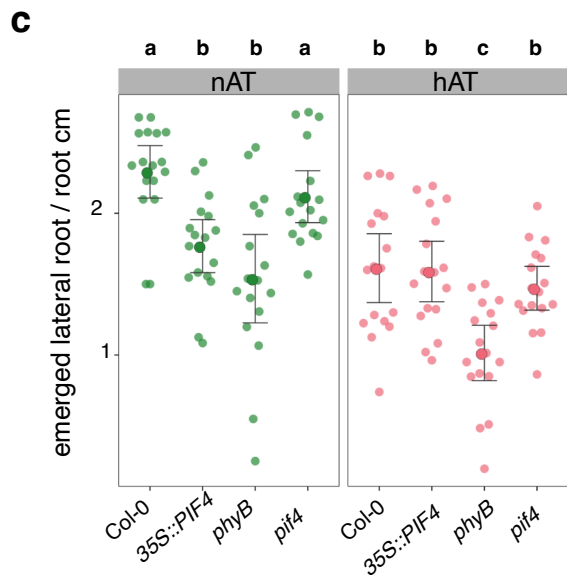 c
a b b a b b c b
nAT hAT
emerged lateral root / root cm
2
1
Col-0 35S::PIF4 phyB pif4 Col-0 35S::PIF4 phyB pif4